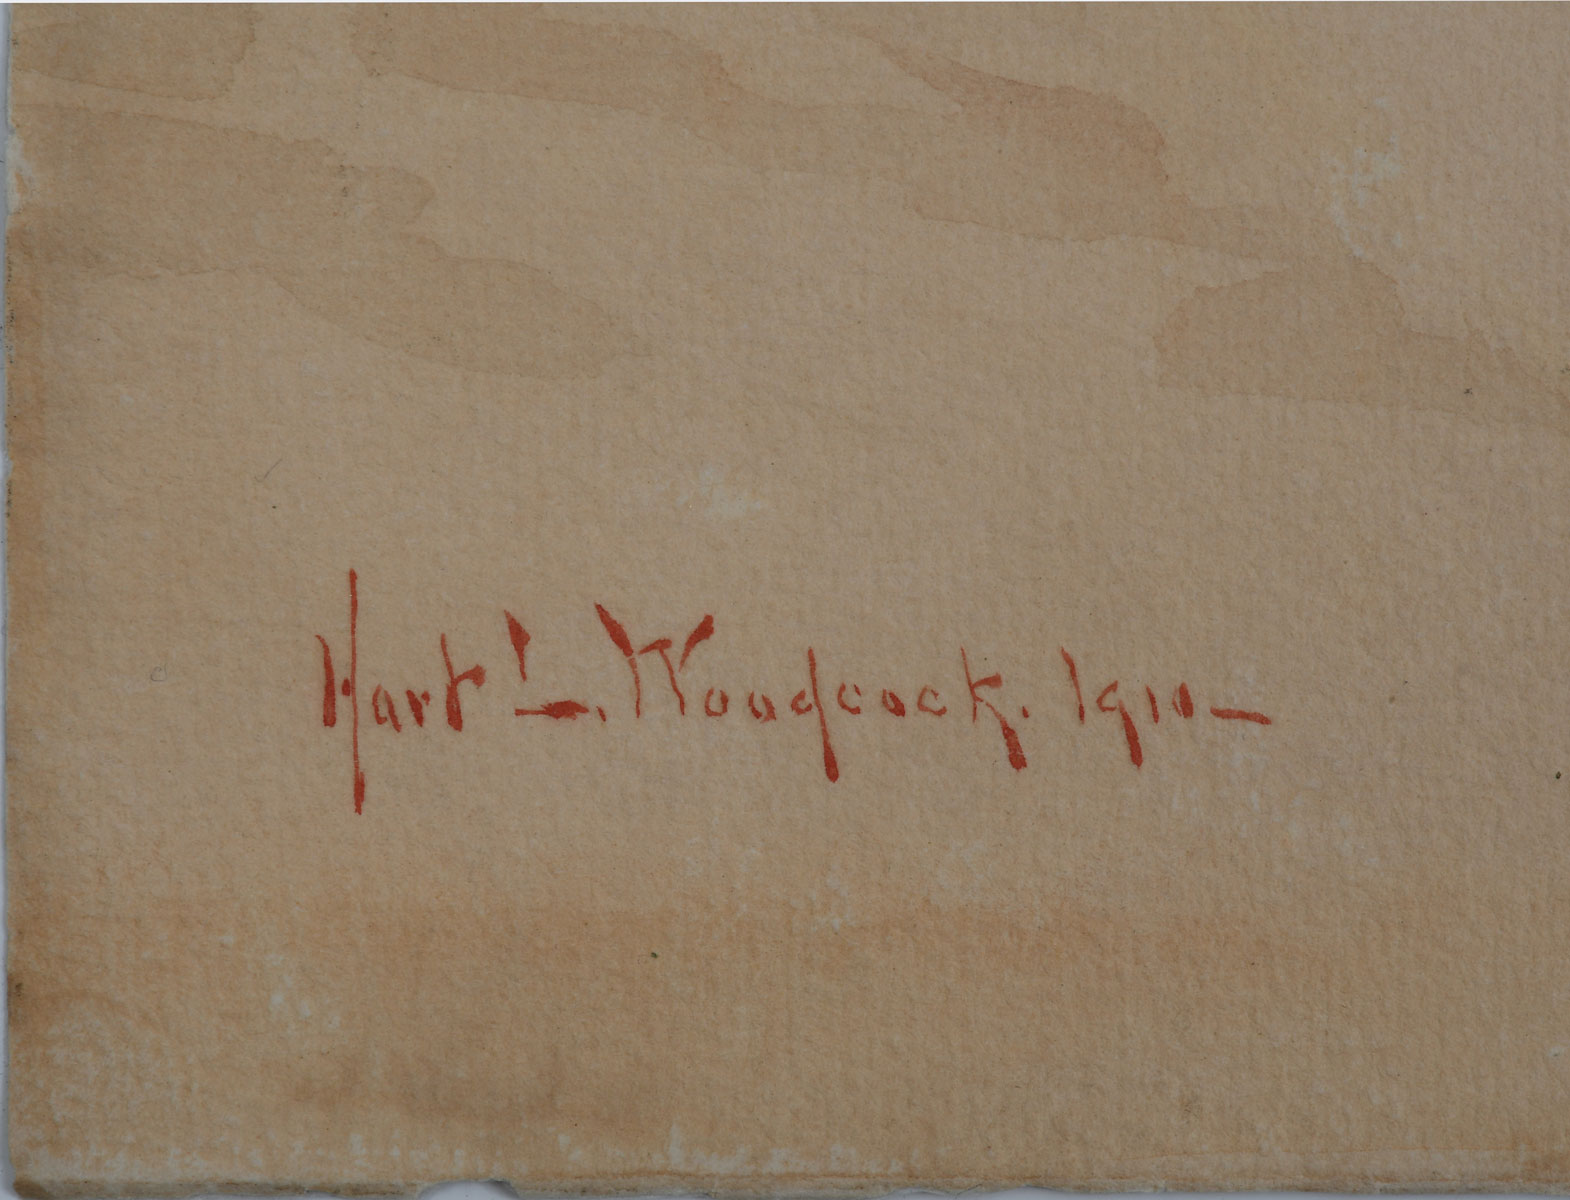 Hart L. Woodcock. 1910-